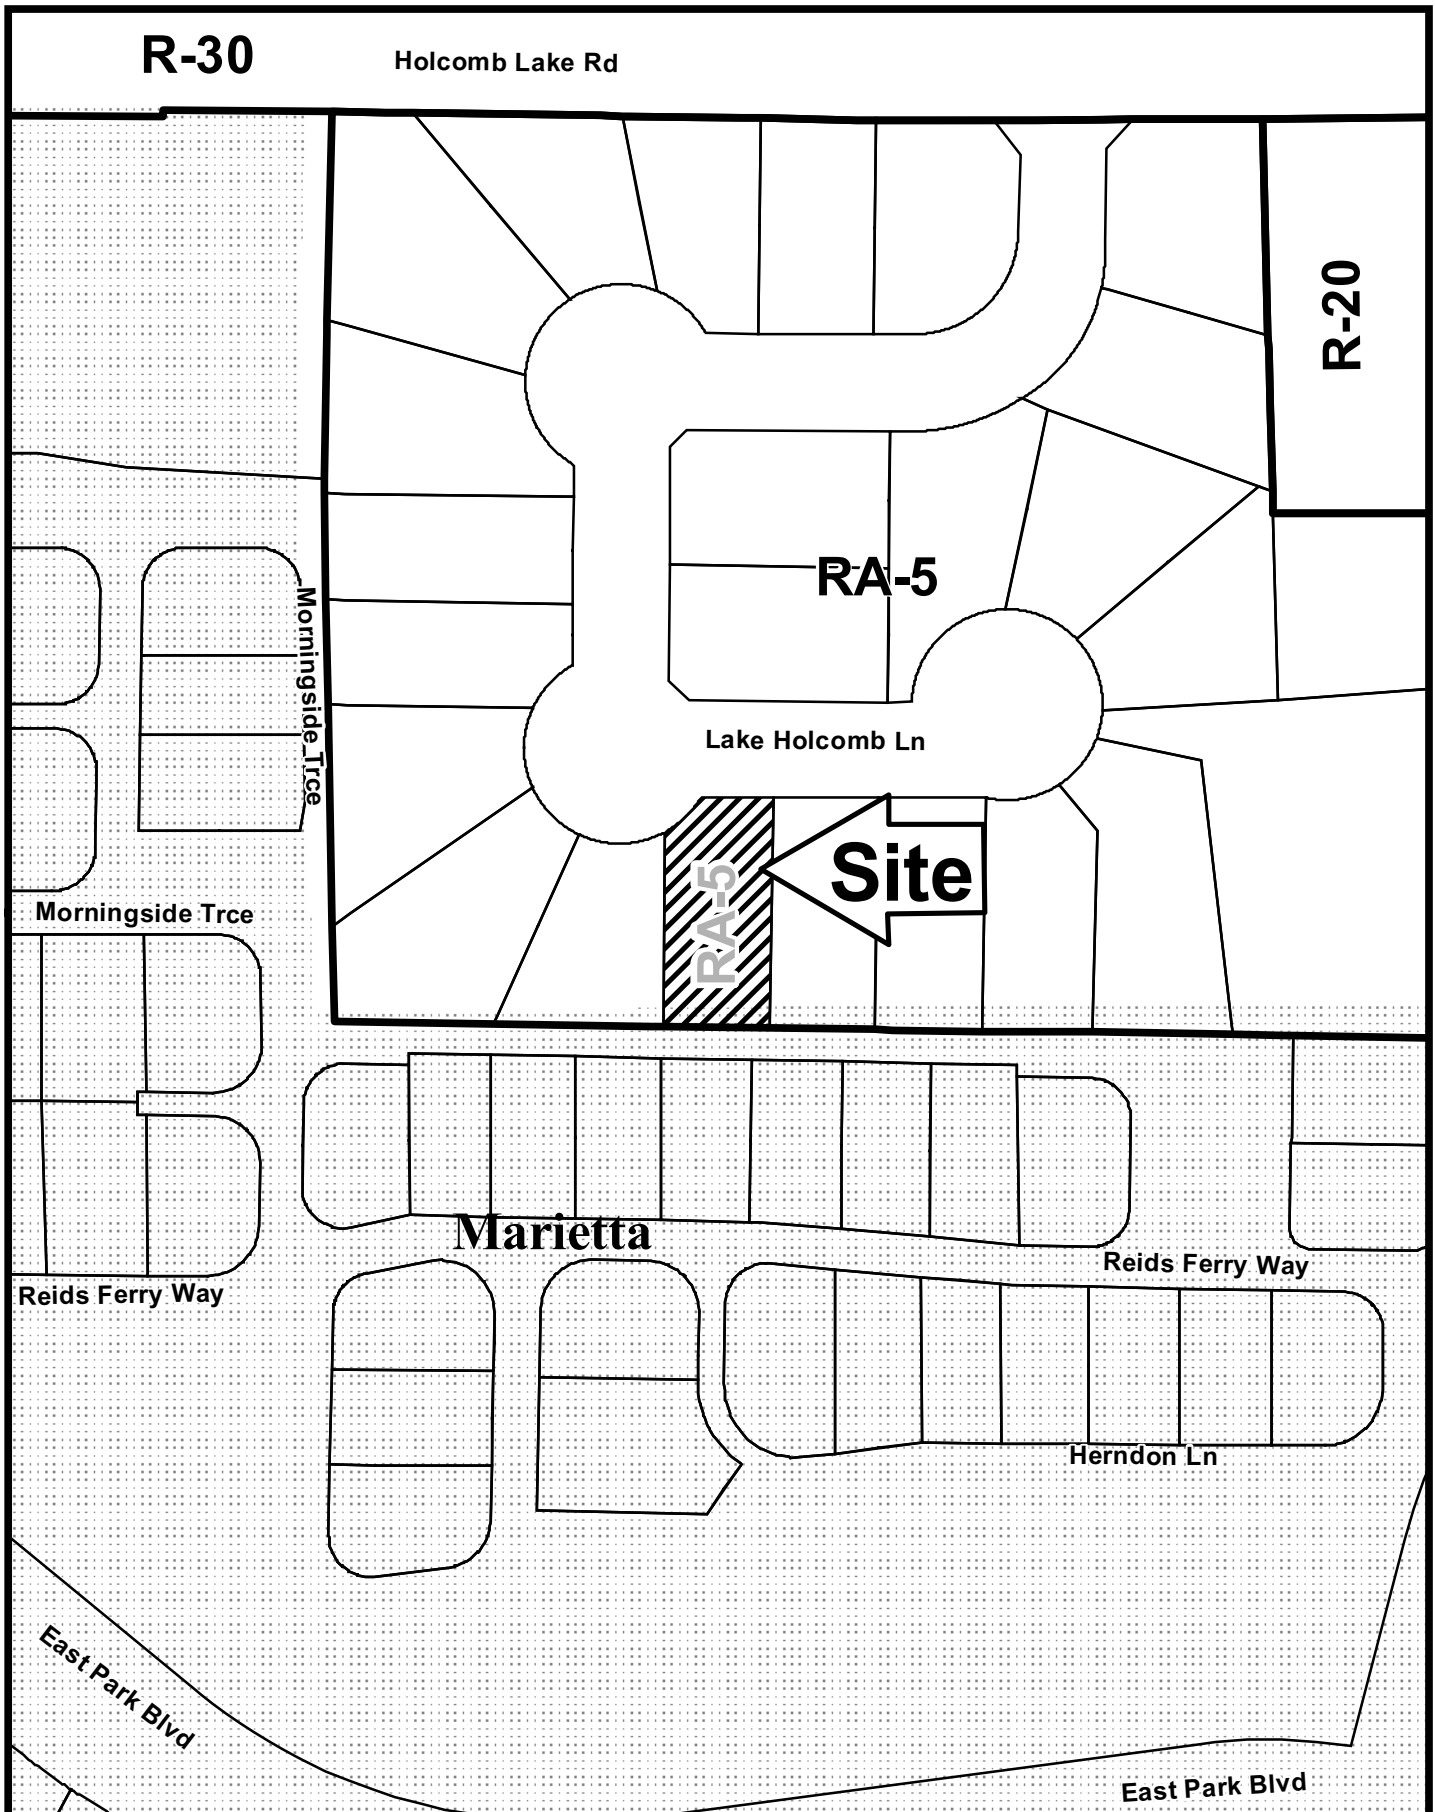 R-30
Holcomb Lake Rd
R-20
RA-5
Morningside Trce
Lake Holcomb Ln
Site
RA-5
Morningside Trce
Marietta
Reids Ferry Way
Reids Ferry Way
Herndon Ln
East Park Blvd
East Park Blvd